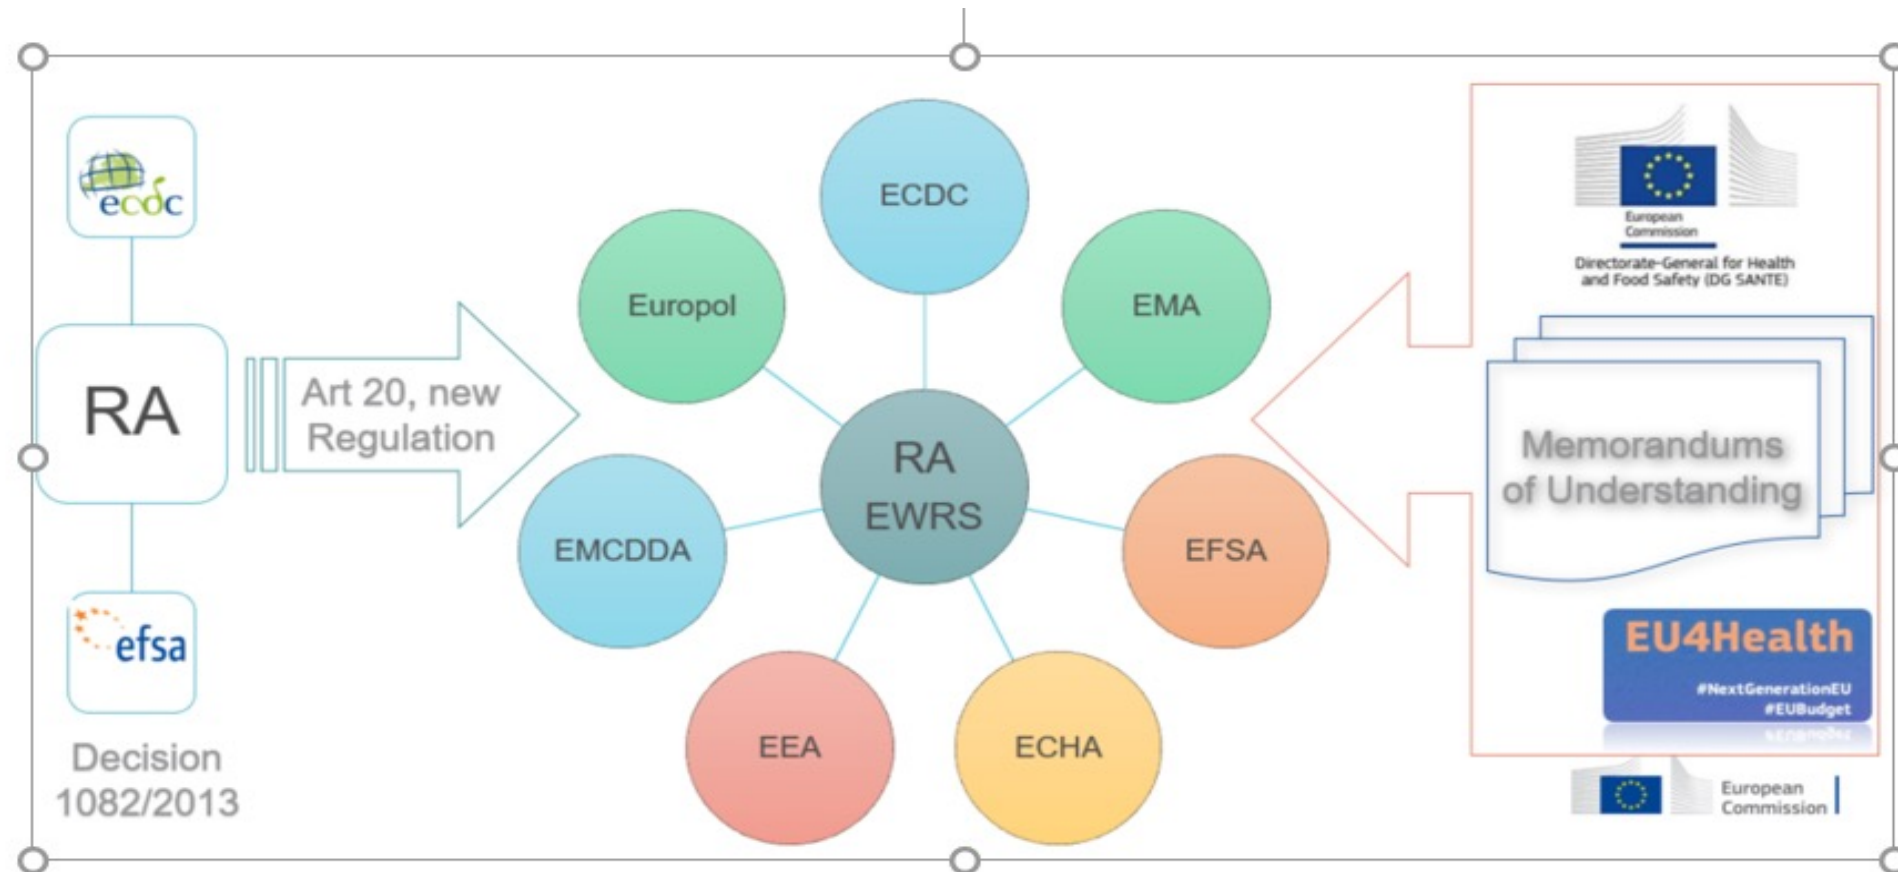 ecdc
RA
efsa
Decision
1082/2013
Art 20, new
Regulation
ECDC
Europol
EMA
RA
EWRS
EMCDDA
EFSA
EEA
ECHA
European
Commission
Directorate-General for Health
and Food Safety (DG SANTE)
Memorandums
of Understanding
EU4Health
#NextGenerationEU
#EUBudget
European
Commission